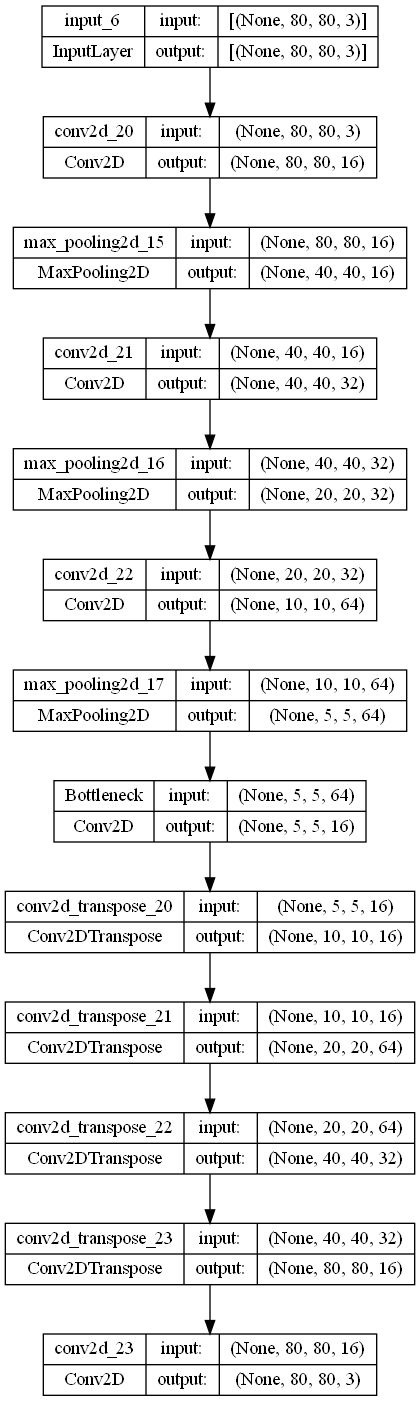 input_6 input: [(None, 80, 80, 3)]
InputLayer output: [(None, 80, 80, 3)]
conv2d_20 input: (None, 80, 80, 3)
Conv2D output: (None, 80, 80, 16)
max_pooling2d_15 input: (None, 80, 80, 16)
MaxPooling2D output: (None, 40, 40, 16)
conv2d_21 input: (None, 40, 40, 16)
Conv2D output: (None, 40, 40, 32)
max_pooling2d_16 input: (None, 40, 40, 32)
MaxPooling2D output: (None, 20, 20, 32)
conv2d_22 input: (None, 20, 20, 32)
Conv2D output: (None, 10, 10, 64)
max_pooling2d_17 input: (None, 10, 10, 64)
MaxPooling2D output: (None, 5, 5, 64)
Bottleneck input: (None, 5, 5, 64)
Conv2D output: (None, 5, 5, 16)
conv2d_transpose_20 input: (None, 5, 5, 16)
Conv2DTranspose output: (None, 10, 10, 16)
conv2d_transpose_21 input: (None, 10, 10, 16)
Conv2DTranspose output: (None, 20, 20, 64)
conv2d_transpose_22 input: (None, 20, 20, 64)
Conv2DTranspose output: (None, 40, 40, 32)
conv2d_transpose_23 input: (None, 40, 40, 32)
Conv2DTranspose output: (None, 80, 80, 16)
conv2d_23 input: (None, 80, 80, 16)
Conv2D output: (None, 80, 80, 3)